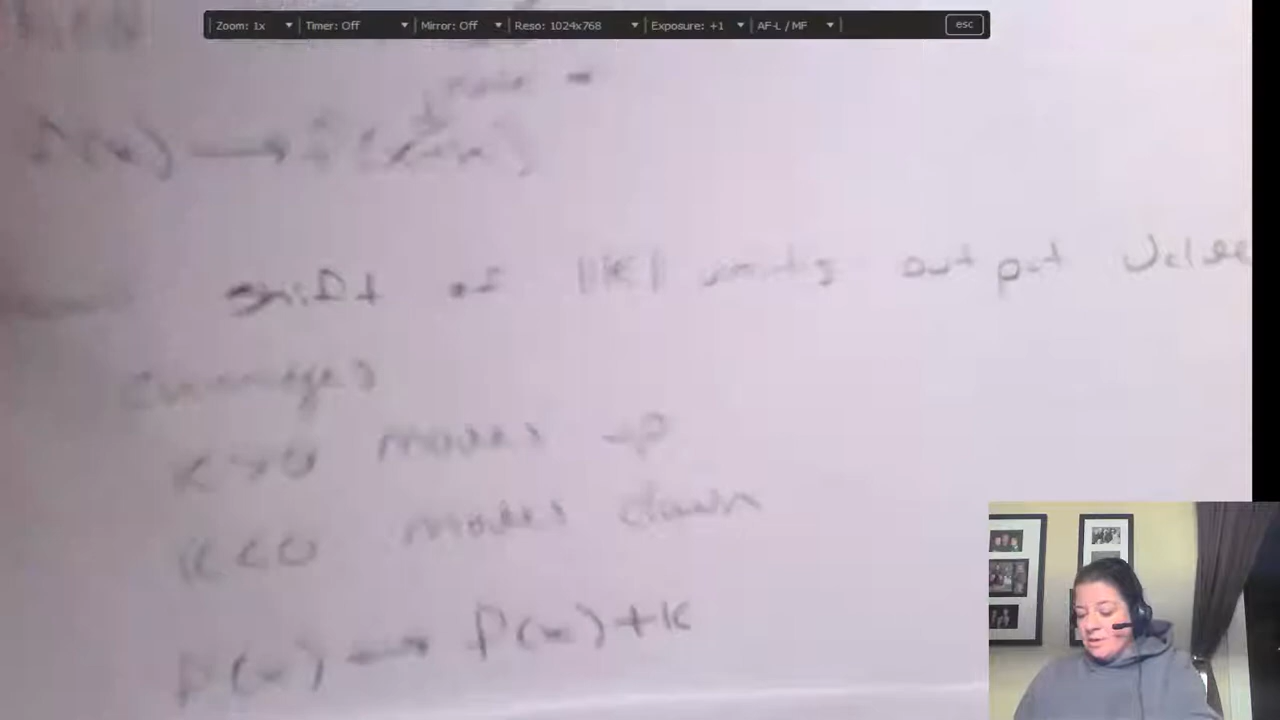 Zoom: 1x Timer: Off Mirror: Off Reso: 1024x768 Exposure: +1 AF-L / MF esc
f(x) → f(
shift of |K| units output value
changes
K>0 moves up
K<0 moves down
f(x) → f(x)+K